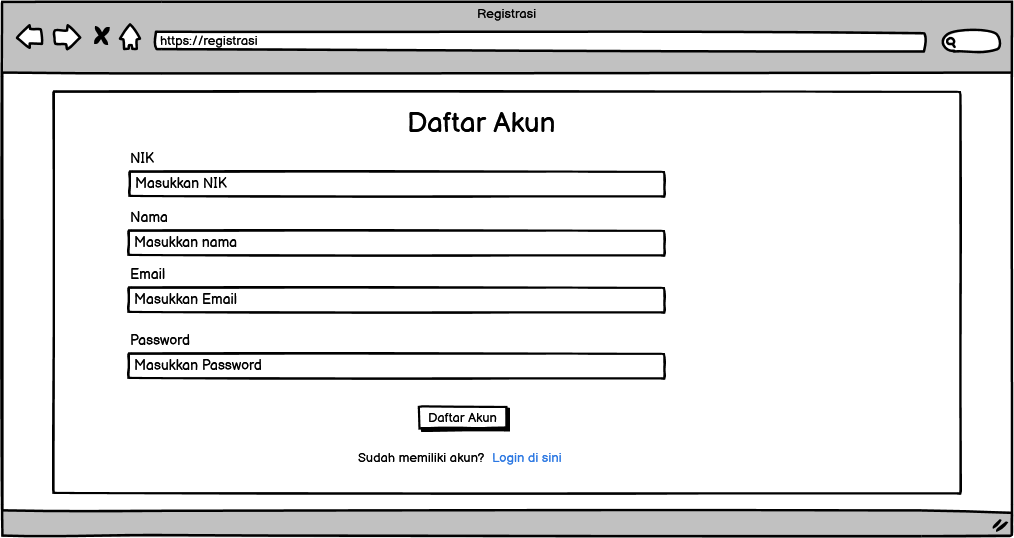 Registrasi
https://registrasi
Daftar Akun
NIK
Masukkan NIK
Nama
Masukkan nama
Email
Masukkan Email
Password
Masukkan Password
Daftar Akun
Sudah memiliki akun? Login di sini